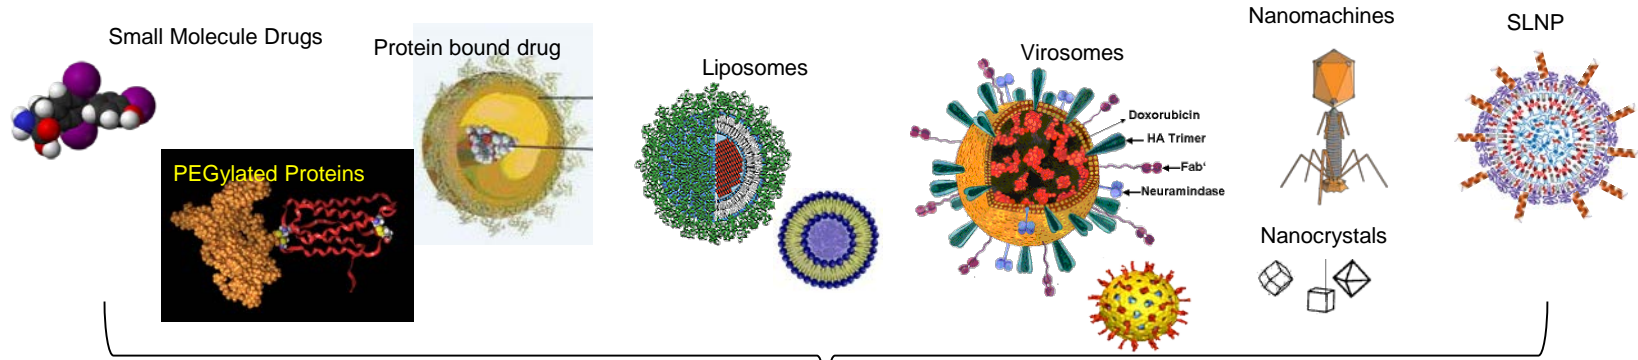 Small Molecule Drugs
PEGylated Proteins
Protein bound drug
Liposomes
Virosomes
Doxorubicin
HA Trimer
Fab'
Neuramindase
Nanomachines
Nanocrystals
SLNP